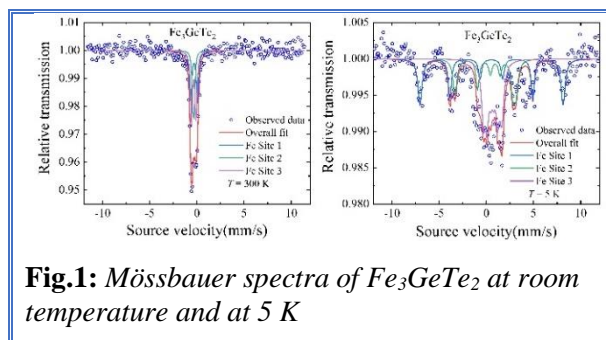 Fe3GeTe2
1.00
0.99
0.98
0.97
0.96
0.95
Relative transmission
Observed data
Overall fit
Fe Site 1
Fe Site 2
Fe Site 3
T = 300 K
-10 -5 0 5 10
Source velocity(mm/s)
Fe3GeTe2
1.005
1.000
0.995
0.990
0.985
0.980
Relative transmission
Observed data
Overall fit
Fe Site 1
Fe Site 2
Fe Site 3
T = 5 K
-10 -5 0 5 10
Source velocity(mm/s)
Fig.1: Mössbauer spectra of Fe3GeTe2 at room
temperature and at 5 K